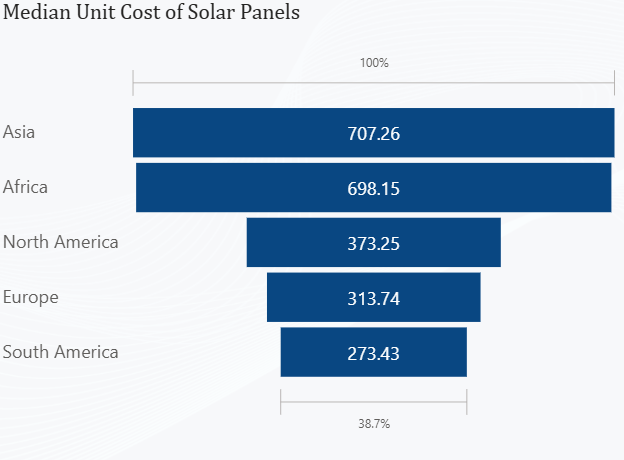 Median Unit Cost of Solar Panels
100%
Asia 707.26
Africa 698.15
North America 373.25
Europe 313.74
South America 273.43
38.7%